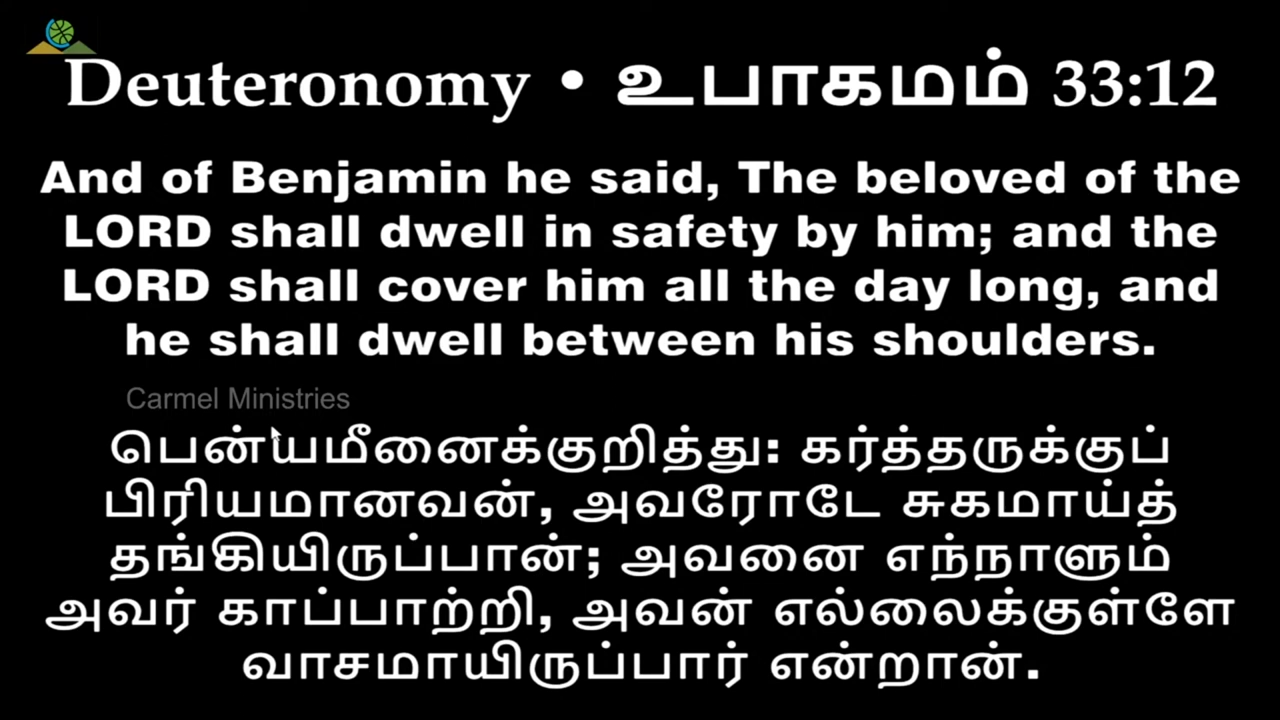 Deuteronomy • உபாகமம் 33:12
And of Benjamin he said, The beloved of the
LORD shall dwell in safety by him; and the
LORD shall cover him all the day long, and
he shall dwell between his shoulders.
Carmel Ministries
பென்யமீனைக்குறித்து: கர்த்தருக்குப்
பிரியமானவன், அவரோடே சுகமாய்த்
தங்கியிருப்பான்; அவனை எந்நாளும்
அவர் காப்பாற்றி, அவன் எல்லைக்குள்ளே
வாசமாயிருப்பார் என்றான்.